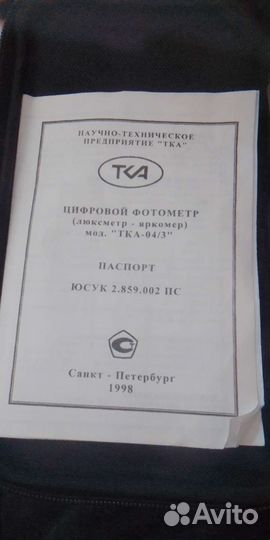 НАУЧНО-ТЕХНИЧЕСКОЕ
ПРЕДПРИЯТИЕ "ТКА"
ТКА
ЦИФРОВОЙ ФОТОМЕТР
(люксметр - яркомер)
мод. "ТКА-04/3"
ПАСПОРТ
ЮСУК 2.859.002 ПС
Санкт - Петербург
1998
Avito